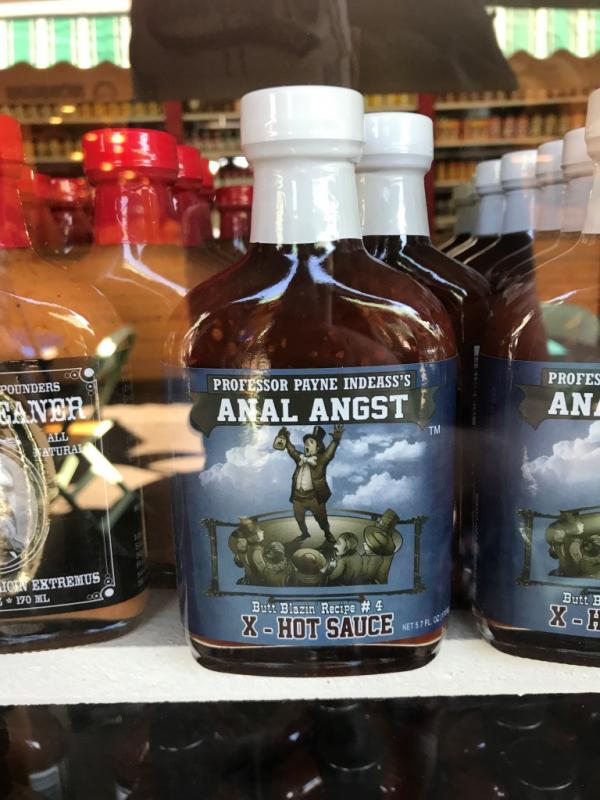 POUNDERS
EANER
ALL
NATURAL
EXTREMUS
170 ML
PROFESSOR PAYNE INDEASS'S
ANAL ANGST
TM
Butt Blazin' Recipe # 4
X - HOT SAUCE
NET 5.7 FL. OZ.
PROFES
ANA
Butt B
X - H